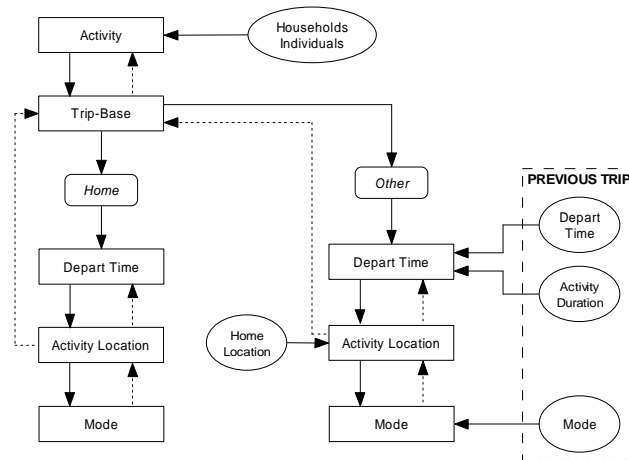 Activity
Households
Individuals
Trip-Base
Home
Other
PREVIOUS TRIP
Depart
Time
Depart Time
Depart Time
Activity
Duration
Home
Location
Activity Location
Activity Location
Mode
Mode
Mode